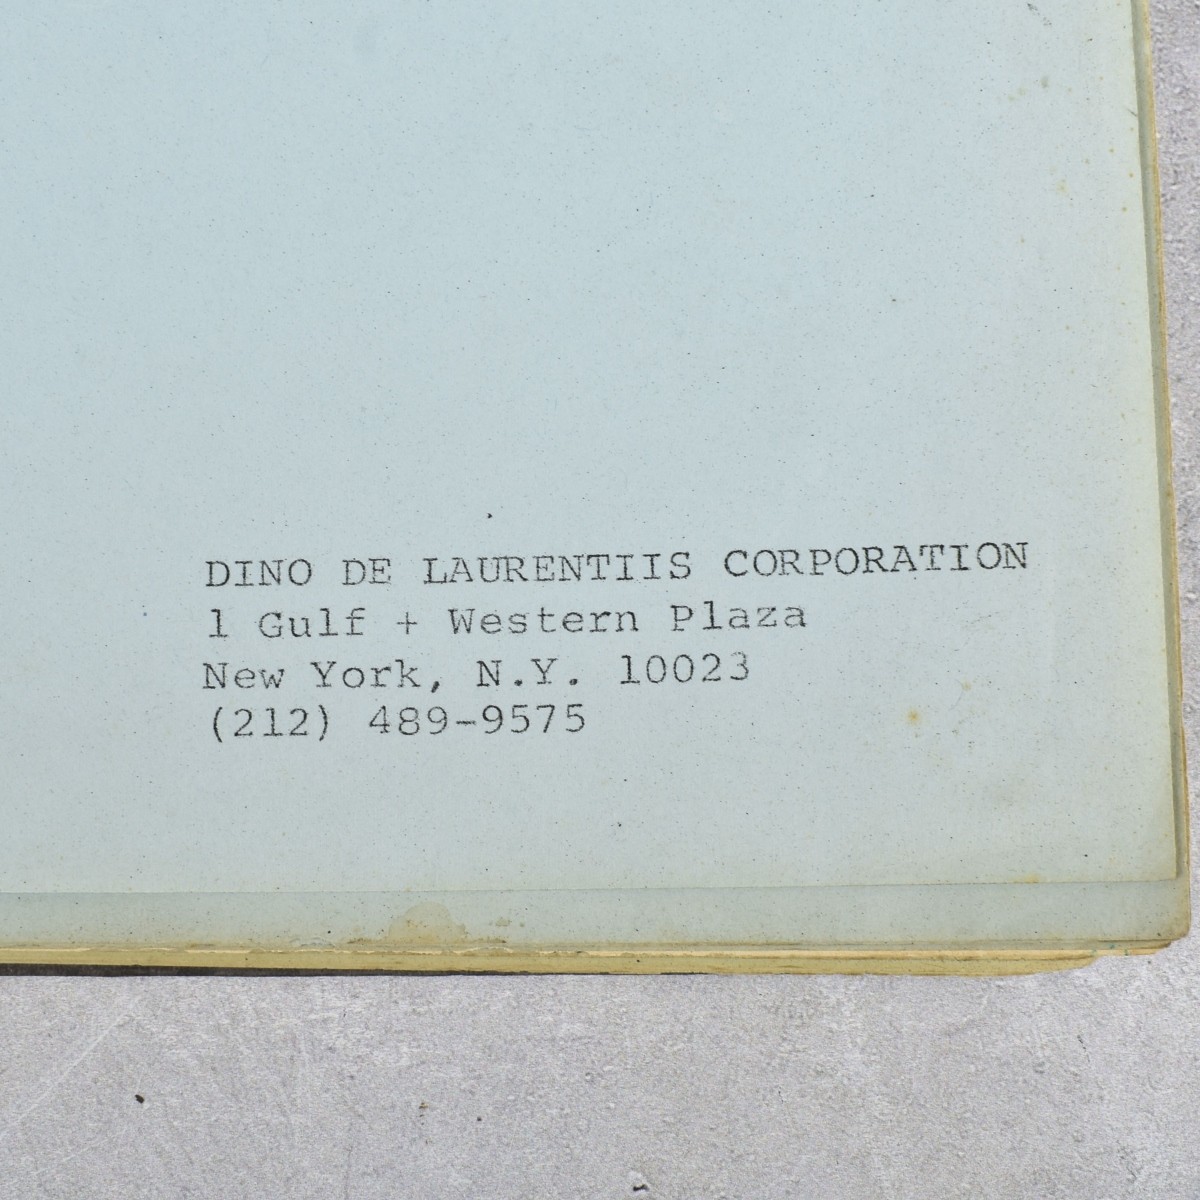 DINO DE LAURENTIIS CORPORATION
1 Gulf + Western Plaza
New York, N.Y. 10023
(212) 489-9575